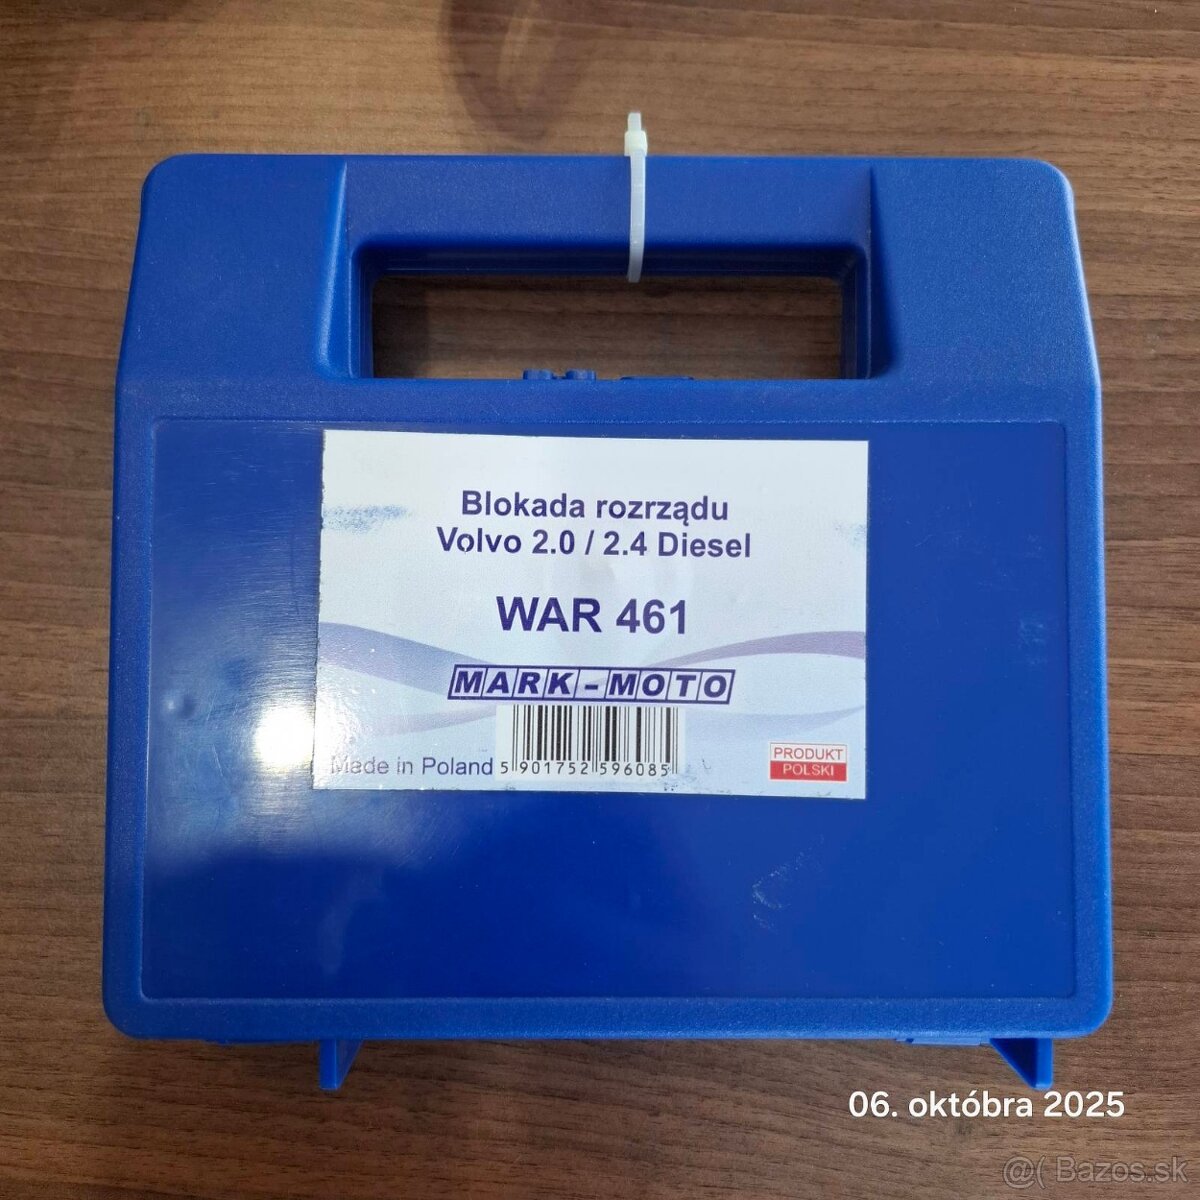 Blokada rozrządu
Volvo 2.0 / 2.4 Diesel
WAR 461
MARK-MOTO
Made in Poland
5 901752 596085
PRODUKT
POLSKI
06. októbra 2025
@( Bazos.sk